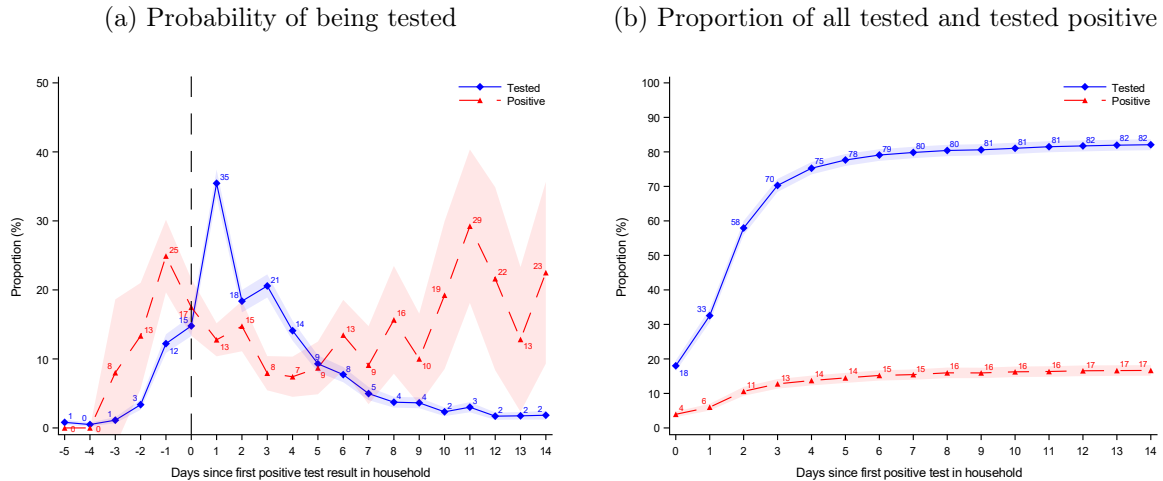 (a) Probability of being tested
(b) Proportion of all tested and tested positive
50
40
30
20
10
0
Proportion (%)
Tested
Positive
1 0 1 3 12 15 35 18 21 14 9 8 5 4 4 2 3 2 2 2
0 0 8 13 25 17 13 15 8 7 9 13 9 16 10 19 29 22 13 23
-5 -4 -3 -2 -1 0 1 2 3 4 5 6 7 8 9 10 11 12 13 14
Days since first positive test result in household
100
90
80
70
60
50
40
30
20
10
0
Proportion (%)
Tested
Positive
18 33 58 70 75 78 79 80 80 81 81 81 82 82 82
4 6 11 13 14 14 15 15 16 16 16 16 17 17 17
0 1 2 3 4 5 6 7 8 9 10 11 12 13 14
Days since first positive test in household